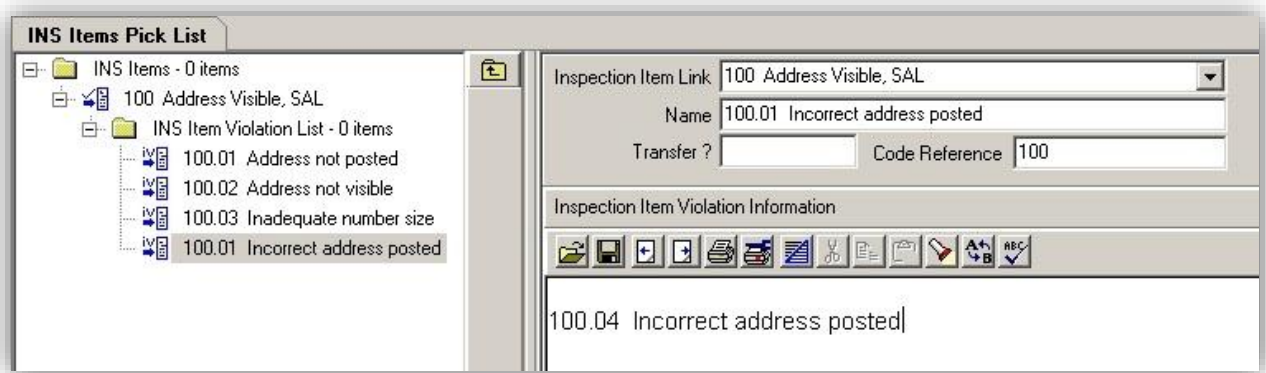 INS Items Pick List
INS Items - 0 items
100 Address Visible, SAL
INS Item Violation List - 0 items
100.01 Address not posted
100.02 Address not visible
100.03 Inadequate number size
100.01 Incorrect address posted
Inspection Item Link 100 Address Visible, SAL
Name 100.01 Incorrect address posted
Transfer ? Code Reference 100
Inspection Item Violation Information
A B ABC
100.04 Incorrect address posted